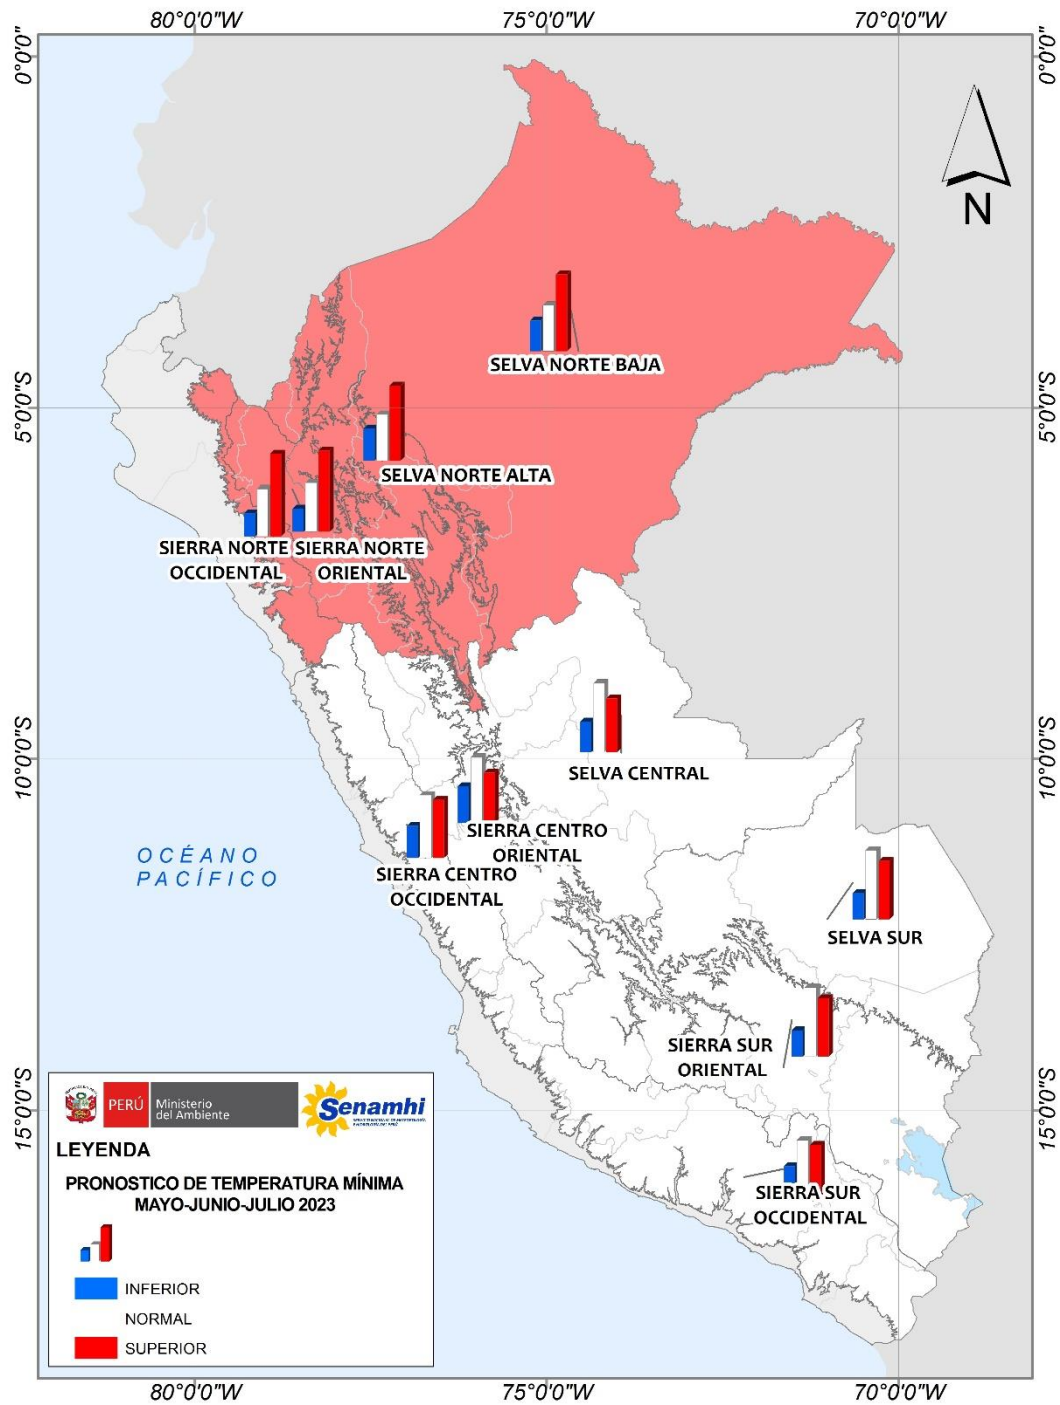 80°0'0"W 75°0'0"W 70°0'0"W
0°0'0"
0°0'0"
N
SELVA NORTE BAJA
5°0'0"S
5°0'0"S
SELVA NORTE ALTA
SIERRA NORTE
OCCIDENTAL
SIERRA NORTE
ORIENTAL
10°0'0"S
10°0'0"S
SELVA CENTRAL
SIERRA CENTRO
ORIENTAL
SIERRA CENTRO
OCCIDENTAL
OCÉANO
PACÍFICO
SELVA SUR
SIERRA SUR
ORIENTAL
15°0'0"S
15°0'0"S
SIERRA SUR
OCCIDENTAL
PERÚ
Ministerio
del Ambiente
Senamhi
LEYENDA
PRONOSTICO DE TEMPERATURA MÍNIMA
MAYO-JUNIO-JULIO 2023
INFERIOR
NORMAL
SUPERIOR
80°0'0"W 75°0'0"W 70°0'0"W